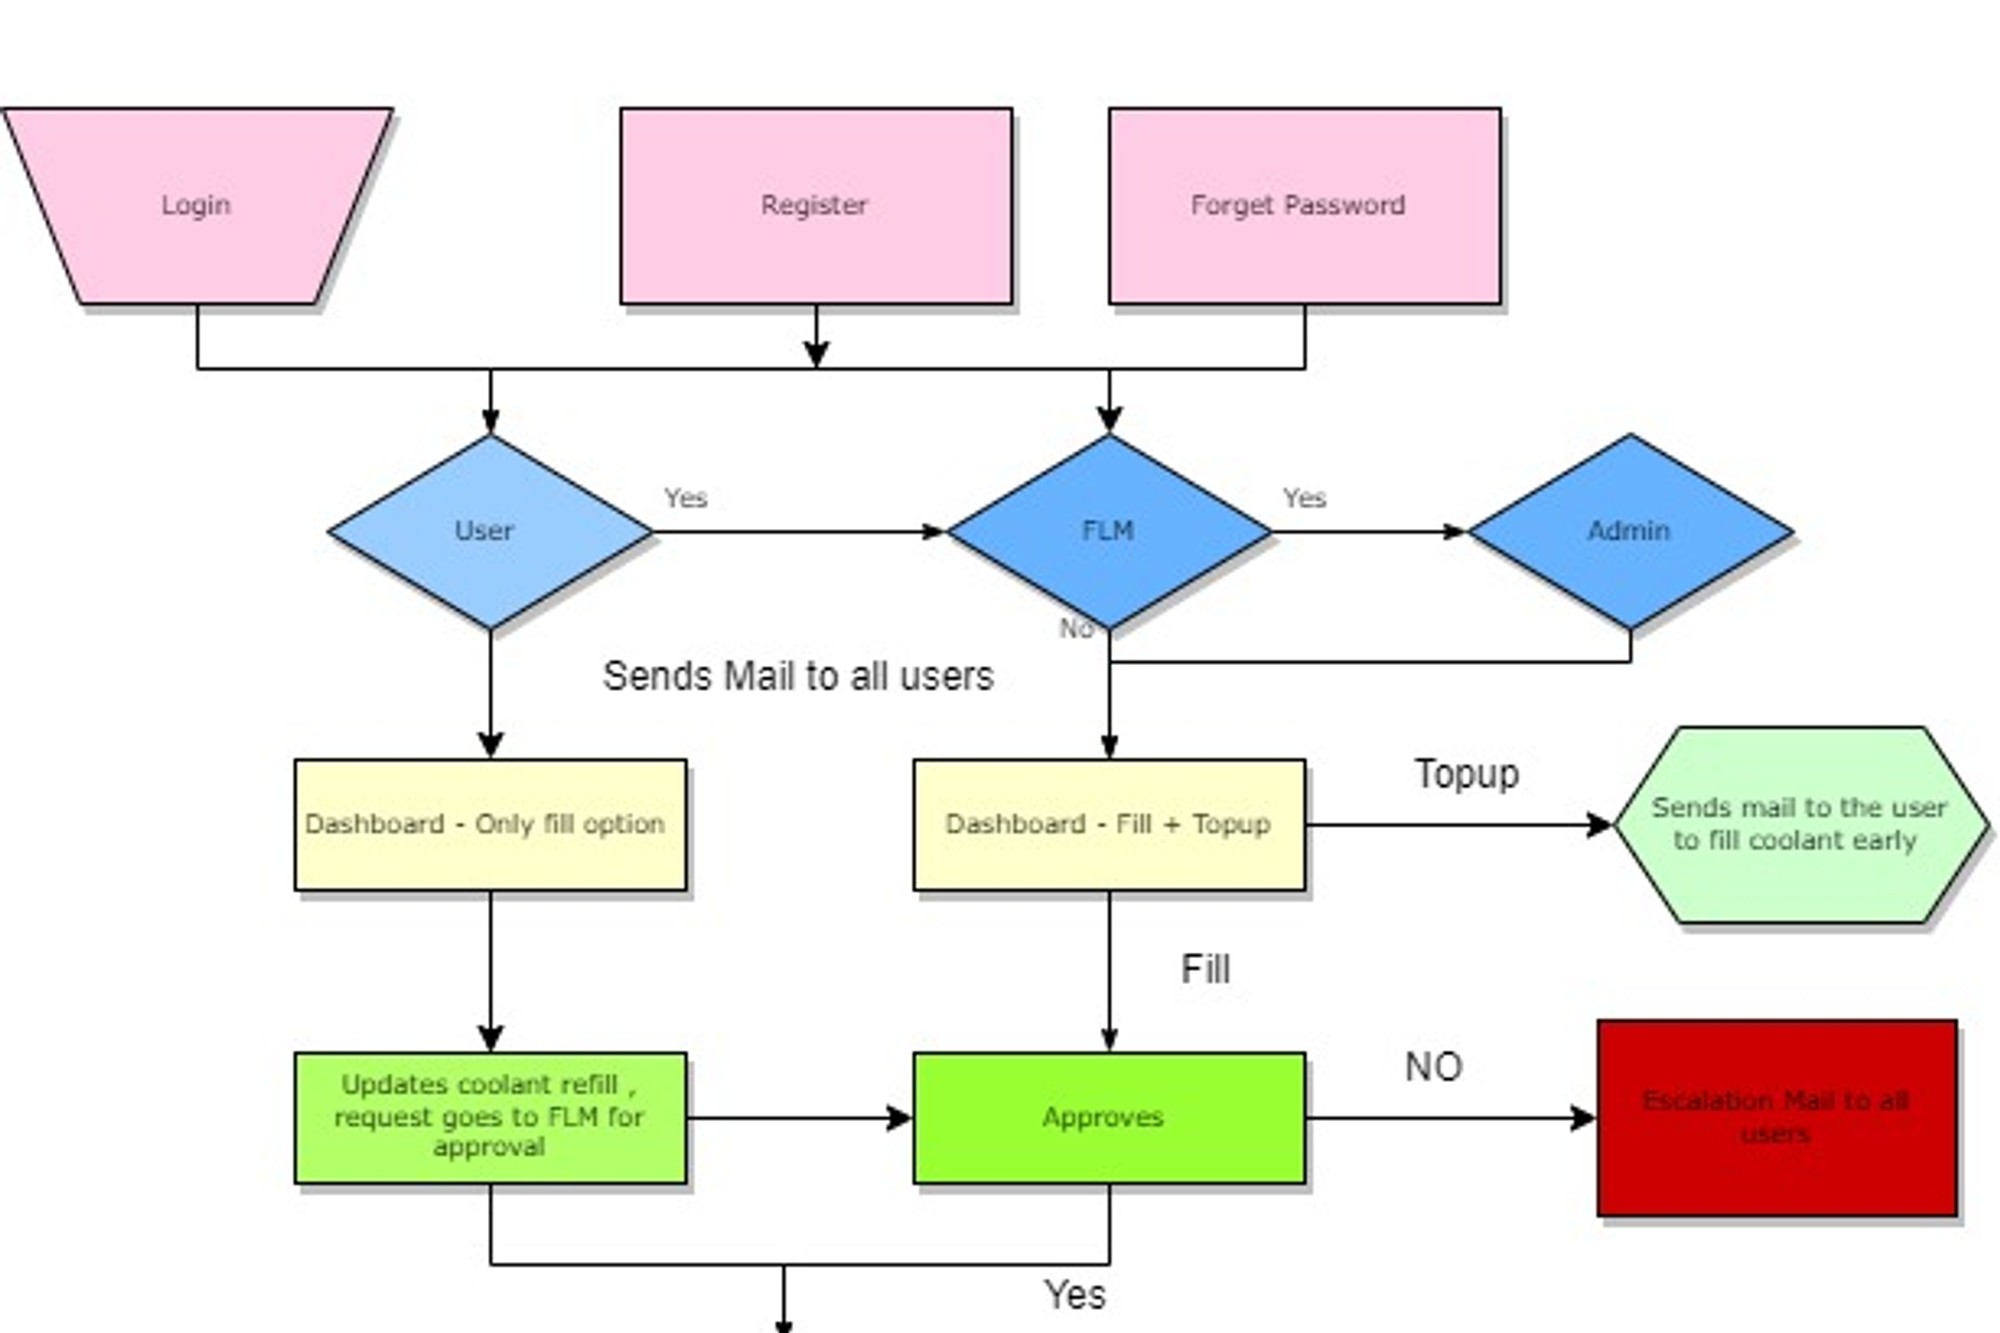 Login
Register
Forget Password
Yes
Yes
User
FLM
Admin
No
Sends Mail to all users
Topup
Dashboard - Only fill option
Dashboard - Fill + Topup
Sends mail to the user
to fill coolant early
Fill
NO
Updates coolant refill ,
request goes to FLM for
approval
Approves
Escalation Mail to all
users
Yes